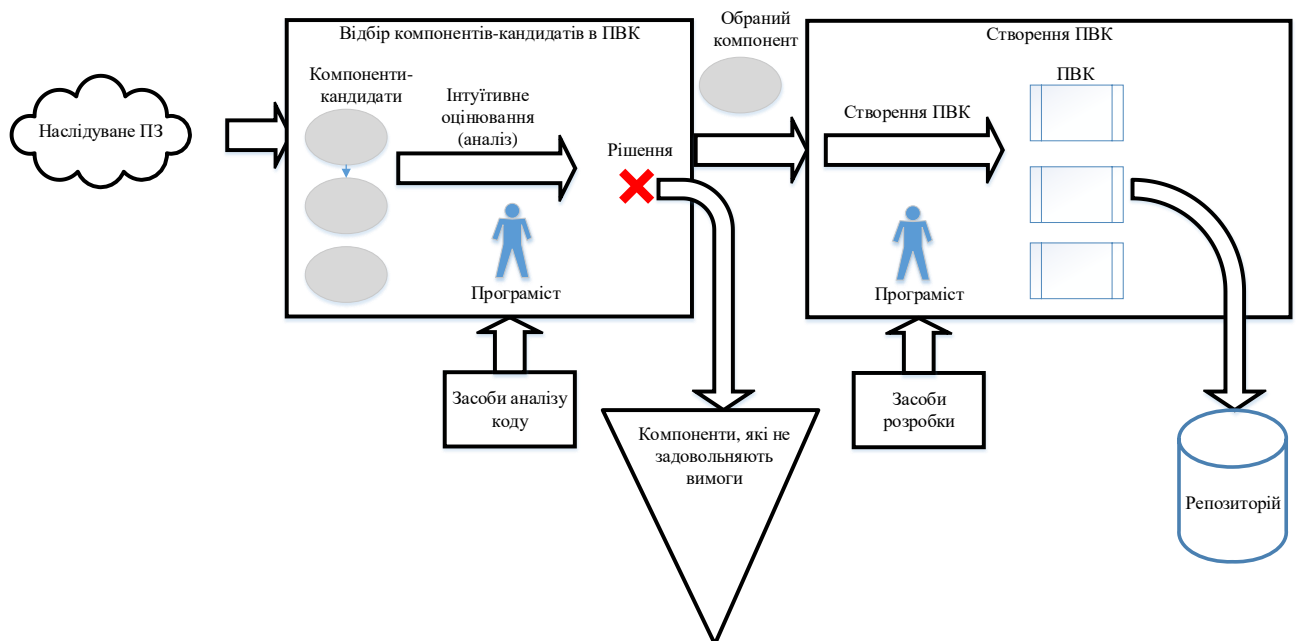 Наслідуване ПЗ
Відбір компонентів-кандидатів в ПВК
Компоненти-
кандидати
Інтуїтивне
оцінювання
(аналіз)
Рішення
Програміст
Засоби аналізу
коду
Компоненти, які не
задовольняють
вимоги
Обраний
компонент
Створення ПВК
Створення ПВК
ПВК
Програміст
Засоби
розробки
Репозиторій